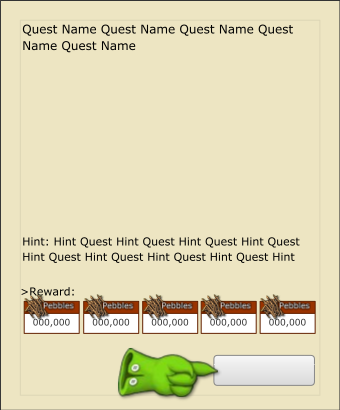 Quest Name Quest Name Quest Name Quest
Name Quest Name
Hint: Hint Quest Hint Quest Hint Quest Hint Quest
Hint Quest Hint Quest Hint Quest Hint Quest Hint
>Reward:
Pebbles Pebbles Pebbles Pebbles Pebbles
000,000 000,000 000,000 000,000 000,000